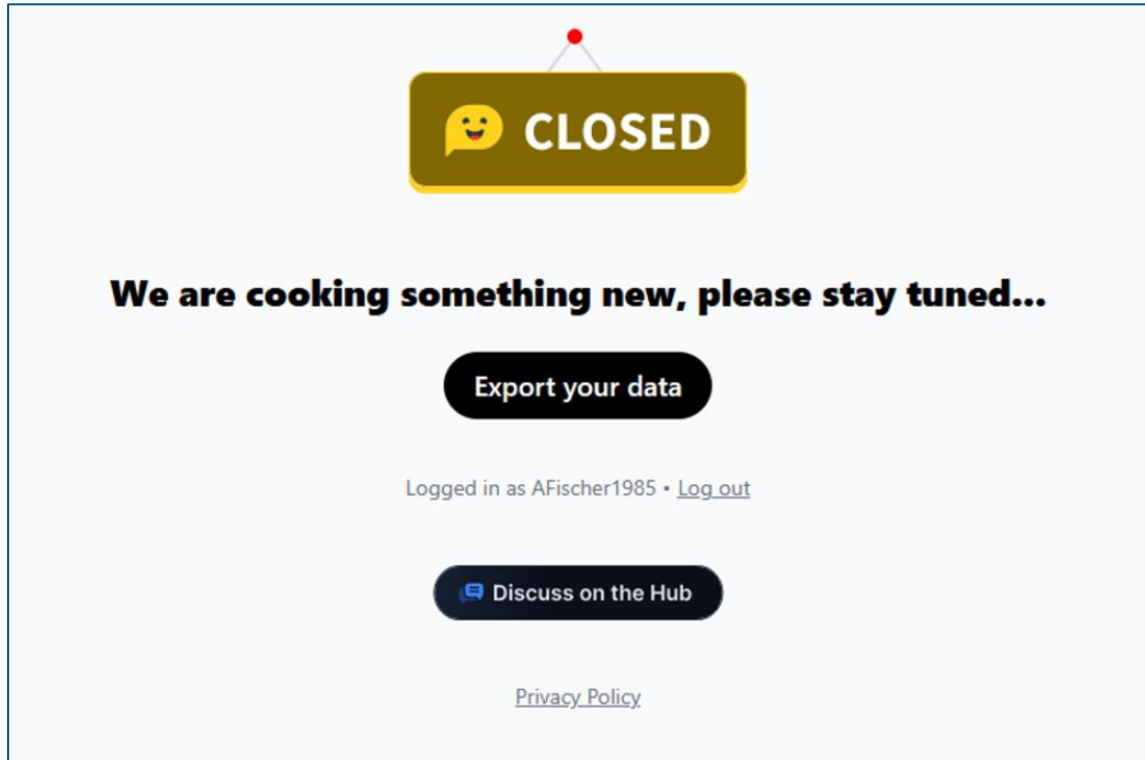 CLOSED
We are cooking something new, please stay tuned...
Export your data
Logged in as AFischer1985 • Log out
Discuss on the Hub
Privacy Policy